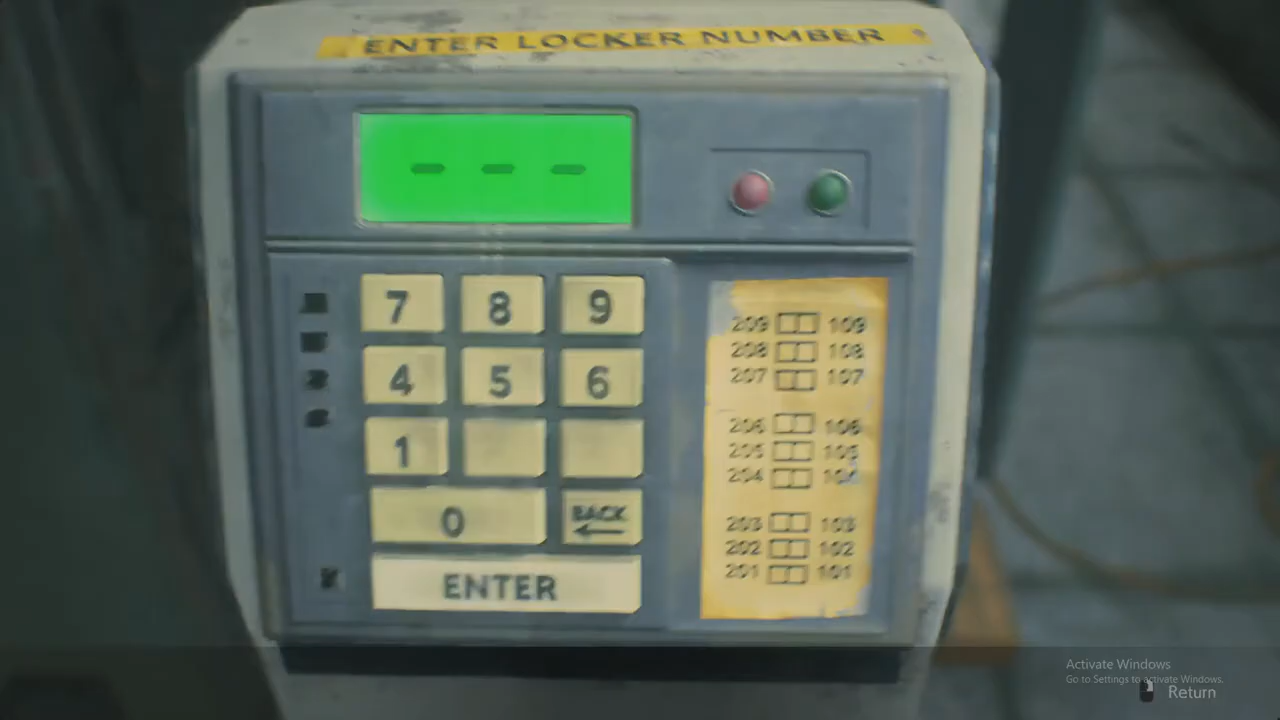 ENTER LOCKER NUMBER
- - -
7 8 9
4 5 6
1
0 BACK
ENTER
209 109
208 108
207 107
206 106
205 105
204 104
203 103
202 102
201 101
Activate Windows
Go to Settings to activate Windows.
Return